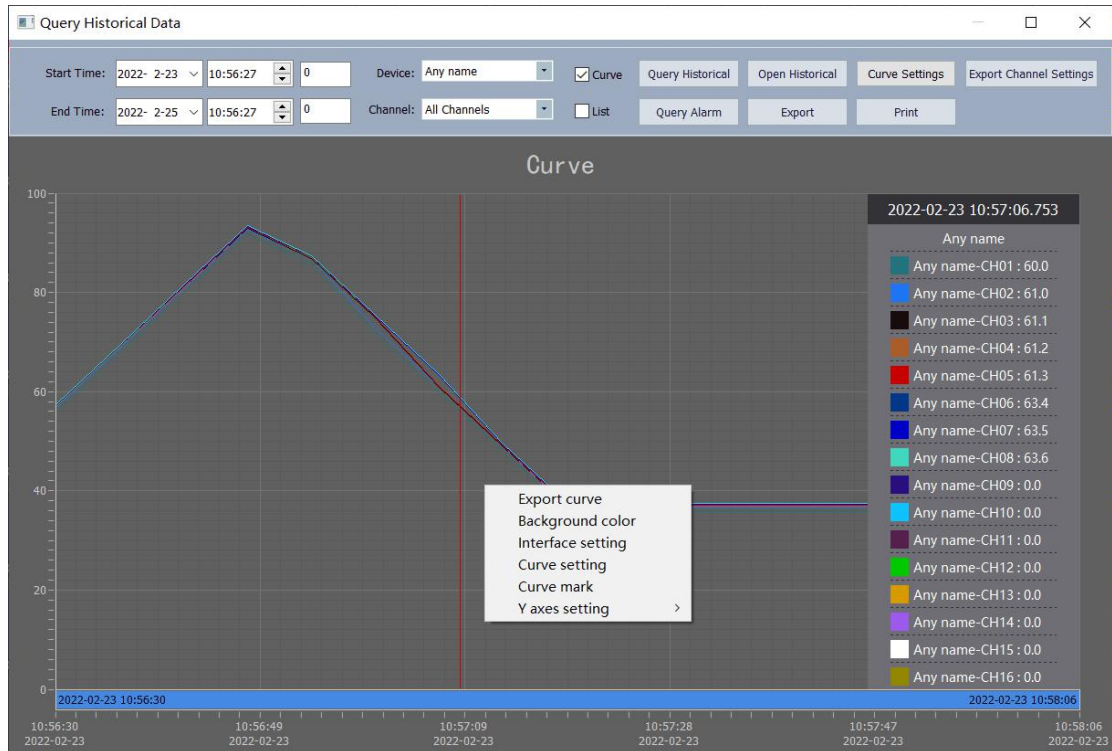 Query Historical Data
Start Time: 2022- 2-23 10:56:27 0 Device: Any name Curve Query Historical Open Historical Curve Settings Export Channel Settings
End Time: 2022- 2-25 10:56:27 0 Channel: All Channels List Query Alarm Export Print
Curve
100
80
60
40
20
0
2022-02-23 10:57:06.753
Any name
Any name-CH01 : 60.0
Any name-CH02 : 61.0
Any name-CH03 : 61.1
Any name-CH04 : 61.2
Any name-CH05 : 61.3
Any name-CH06 : 63.4
Any name-CH07 : 63.5
Any name-CH08 : 63.6
Any name-CH09 : 0.0
Any name-CH10 : 0.0
Any name-CH11 : 0.0
Any name-CH12 : 0.0
Any name-CH13 : 0.0
Any name-CH14 : 0.0
Any name-CH15 : 0.0
Any name-CH16 : 0.0
Export curve
Background color
Interface setting
Curve setting
Curve mark
Y axes setting
2022-02-23 10:56:30 2022-02-23 10:58:06
10:56:30 10:56:49 10:57:09 10:57:28 10:57:47 10:58:06
2022-02-23 2022-02-23 2022-02-23 2022-02-23 2022-02-23 2022-02-23